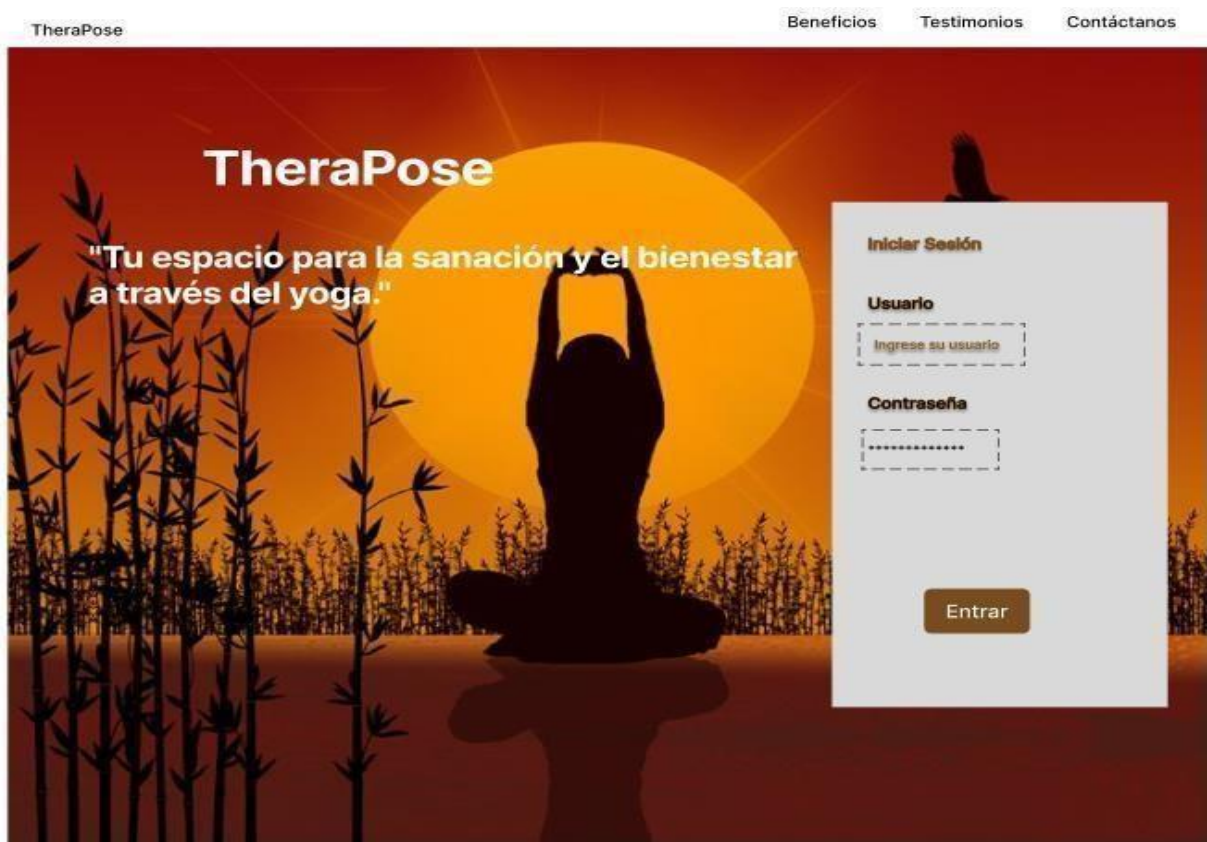 TheraPose
Beneficios Testimonios Contáctanos
TheraPose
"Tu espacio para la sanación y el bienestar
a través del yoga."
Iniciar Sesión
Usuario
Ingrese su usuario
Contraseña
*************
Entrar